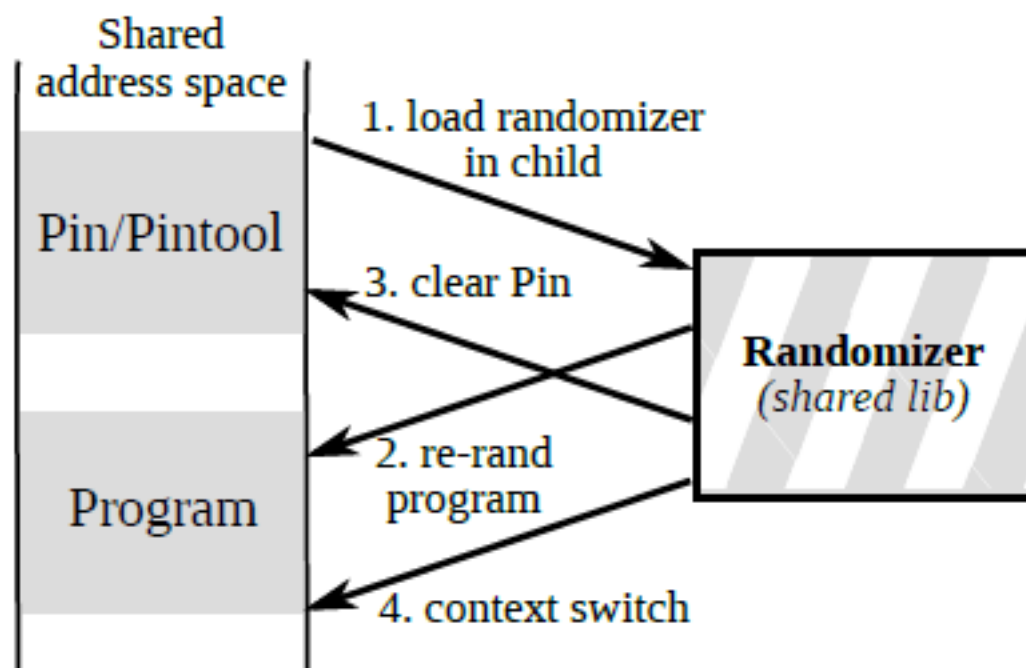 Shared
address space
1. load randomizer
in child
Pin/Pintool
3. clear Pin
Randomizer
(shared lib)
2. re-rand
program
Program
4. context switch